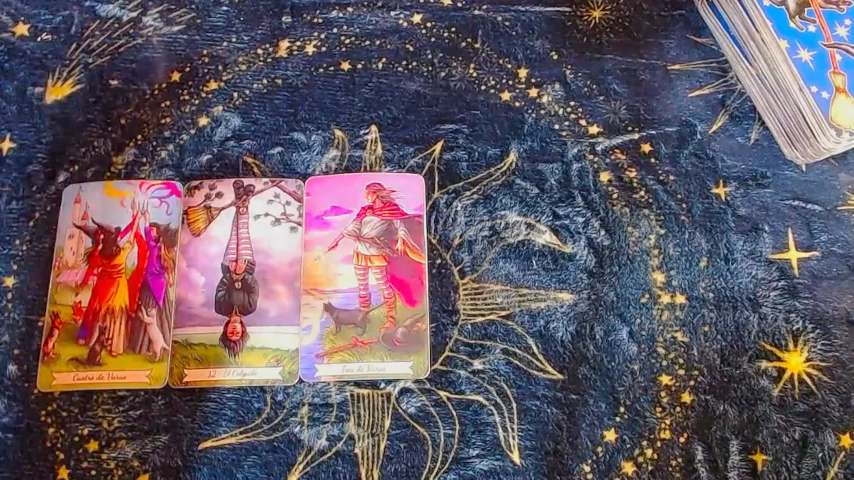 Cuatro de Varas
12 - El Colgado
Tres de Varas